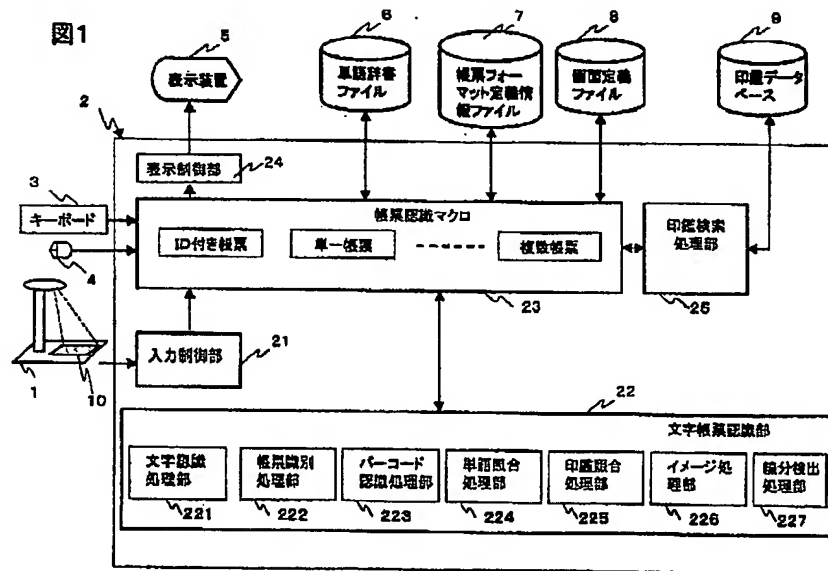 図1
5
6
7
8
9
表示装置
単語辞書
ファイル
帳票フォー
マット定義情
報ファイル
画面定義
ファイル
印鑑データ
ベース
2
表示制御部
24
3
キーボード
帳票認識マクロ
ID付き帳票
単一帳票
複数帳票
印鑑検索
処理部
4
23
25
入力制御部
21
1
10
22
文字帳票認識部
文字認識
処理部
帳票識別
処理部
バーコード
認識処理部
単語照合
処理部
印鑑照合
処理部
イメージ処
理部
線分検出
処理部
221
222
223
224
225
226
227